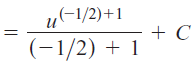 = u^{(-1/2)+1} / ((-1/2) + 1) + C